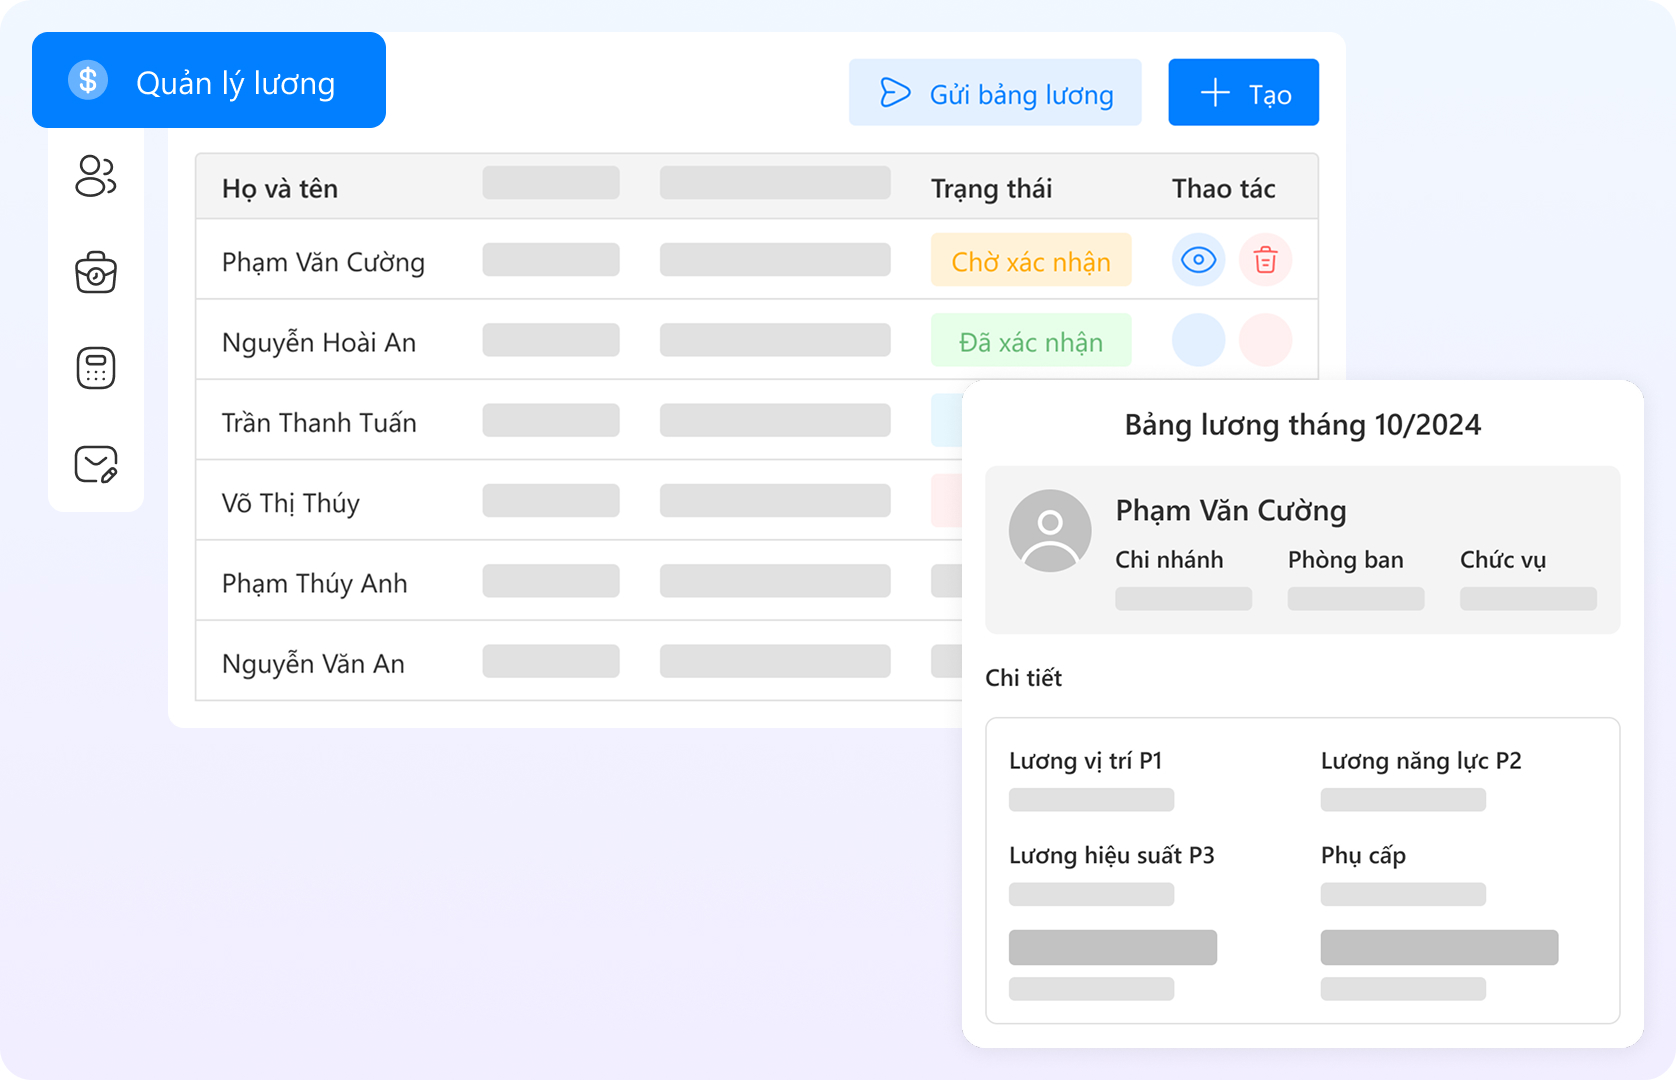 Quản lý lương
Gửi bảng lương
Tạo
Họ và tên
Trạng thái
Thao tác
Phạm Văn Cường
Chờ xác nhận
Nguyễn Hoài An
Đã xác nhận
Trần Thanh Tuấn
Võ Thị Thúy
Phạm Thúy Anh
Nguyễn Văn An
Bảng lương tháng 10/2024
Phạm Văn Cường
Chi nhánh
Phòng ban
Chức vụ
Chi tiết
Lương vị trí P1
Lương năng lực P2
Lương hiệu suất P3
Phụ cấp